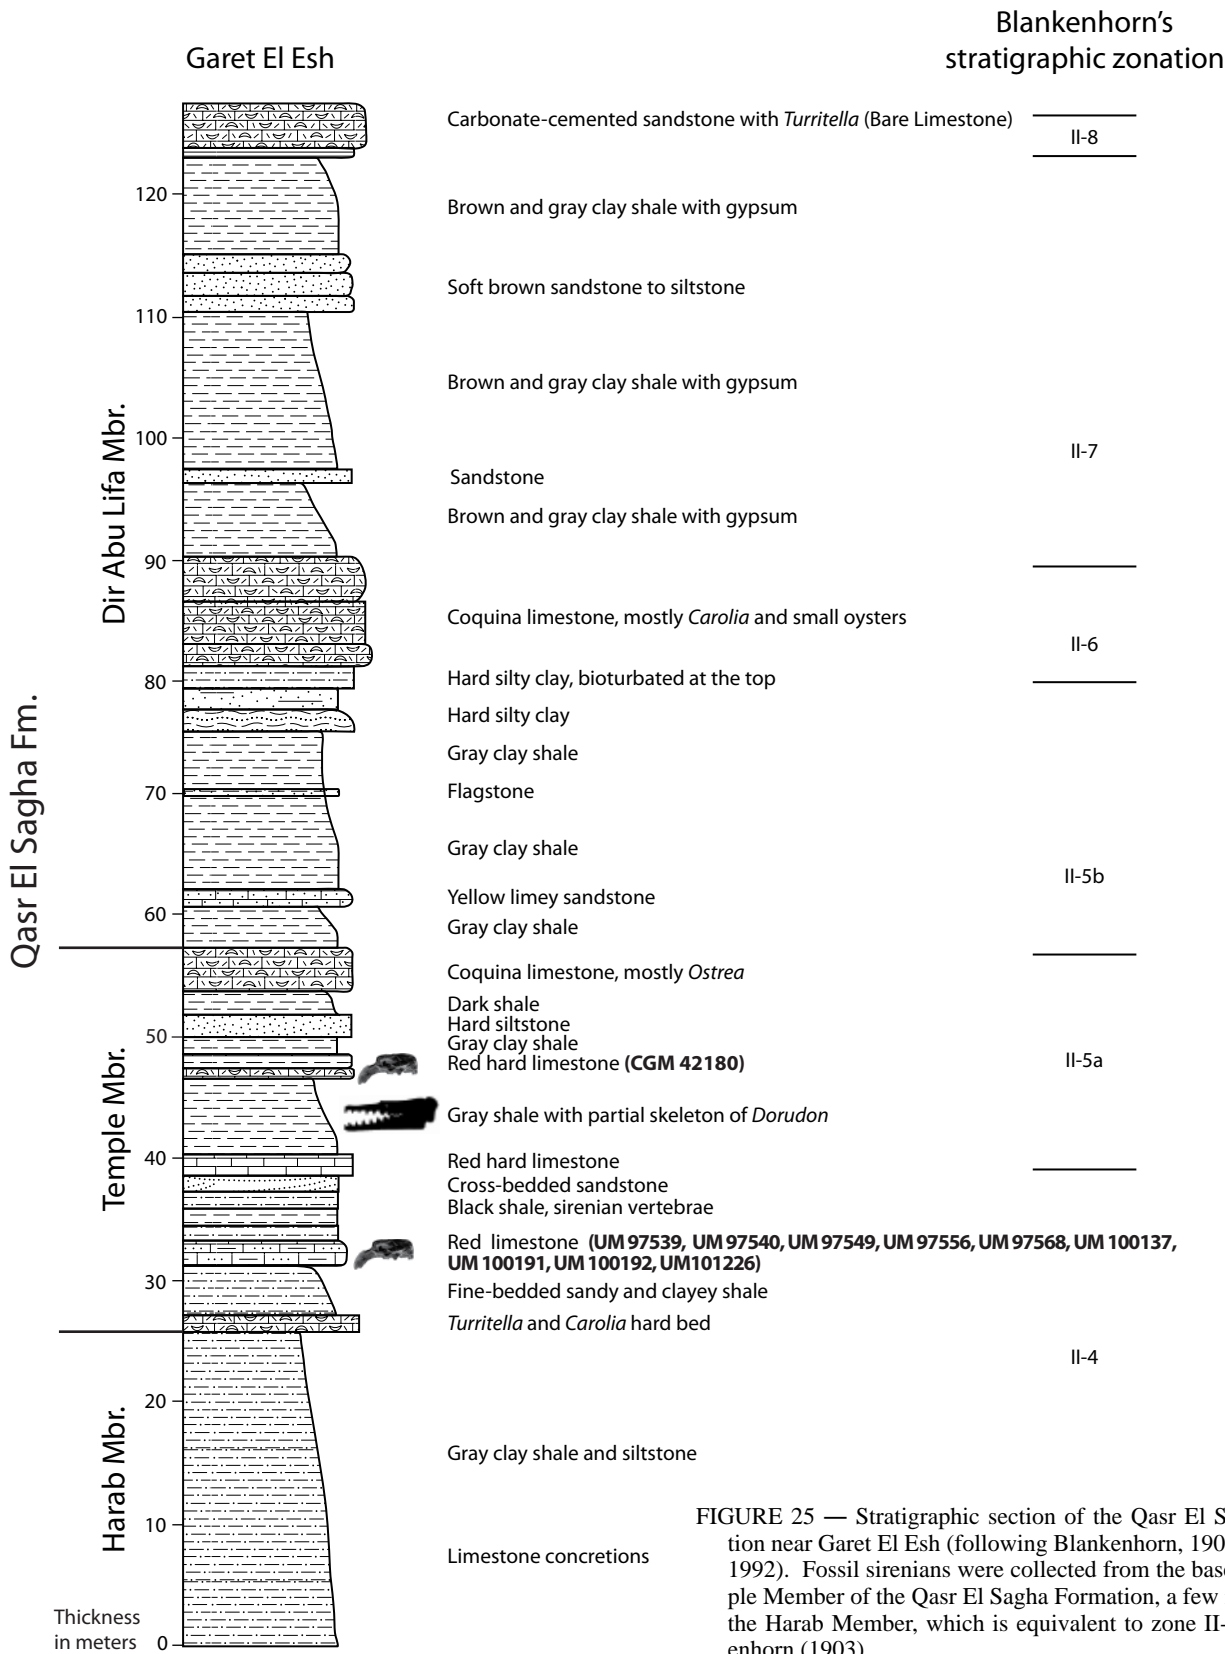 Blankenhorn's
Garet El Esh
stratigraphic zonation
Carbonate-cemented sandstone with Turritella (Bare Limestone)
II-8
120
Brown and gray clay shale with gypsum
Soft brown sandstone to siltstone
110
Brown and gray clay shale with gypsum
Dir Abu Lifa Mbr.
100
II-7
Sandstone
Brown and gray clay shale with gypsum
90
Coquina limestone, mostly Carolia and small oysters
II-6
Hard silty clay, bioturbated at the top
80
Hard silty clay
Qasr El Sagha Fm.
Gray clay shale
70
Flagstone
Gray clay shale
II-5b
Yellow limey sandstone
60
Gray clay shale
Coquina limestone, mostly Ostrea
Dark shale
Hard siltstone
50
Gray clay shale
Red hard limestone (CGM 42180)
II-5a
Temple Mbr.
Gray shale with partial skeleton of Dorudon
40
Red hard limestone
Cross-bedded sandstone
Black shale, sirenian vertebrae
Red limestone (UM 97539, UM 97540, UM 97549, UM 97556, UM 97568, UM 100137,
UM 100191, UM 100192, UM101226)
30
Fine-bedded sandy and clayey shale
Turritella and Carolia hard bed
II-4
20
Harab Mbr.
Gray clay shale and siltstone
10
Limestone concretions
Thickness
in meters
0
FIGURE 25 — Stratigraphic section of the Qasr El S
tion near Garet El Esh (following Blankenhorn, 190
1992). Fossil sirenians were collected from the bas
ple Member of the Qasr El Sagha Formation, a few
the Harab Member, which is equivalent to zone II-
enhorn (1903)